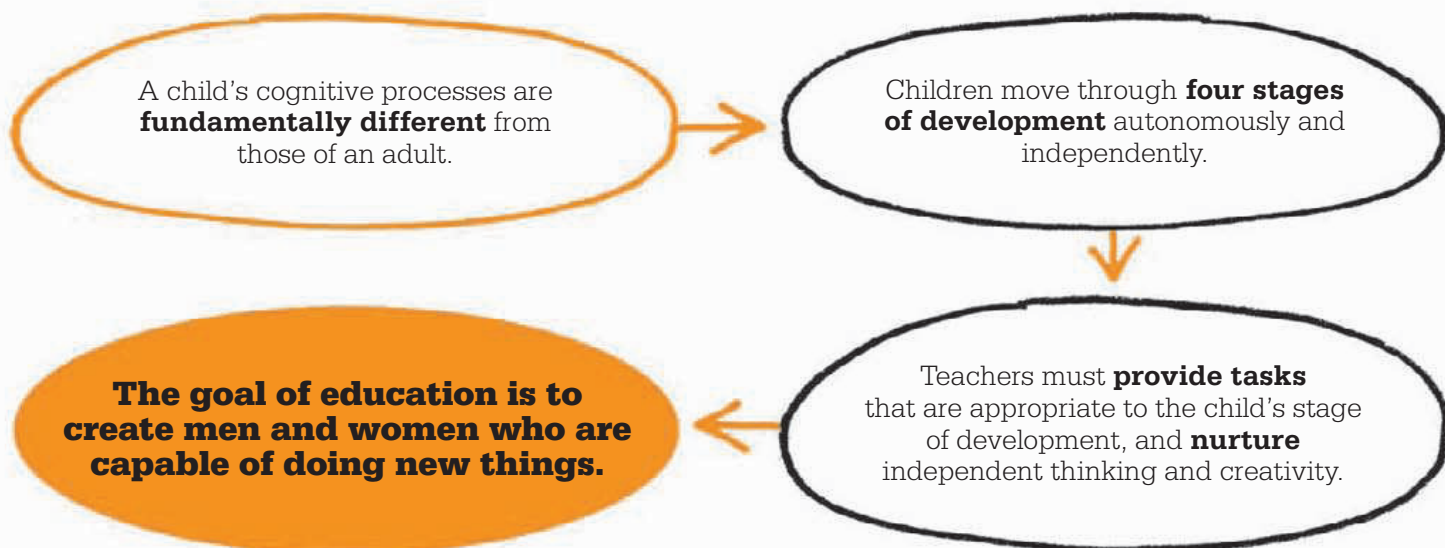 A child’s cognitive processes are
fundamentally different from
those of an adult.
Children move through four stages
of development autonomously and
independently.
Teachers must provide tasks
that are appropriate to the child’s stage
of development, and nurture
independent thinking and creativity.
The goal of education is to
create men and women who are
capable of doing new things.